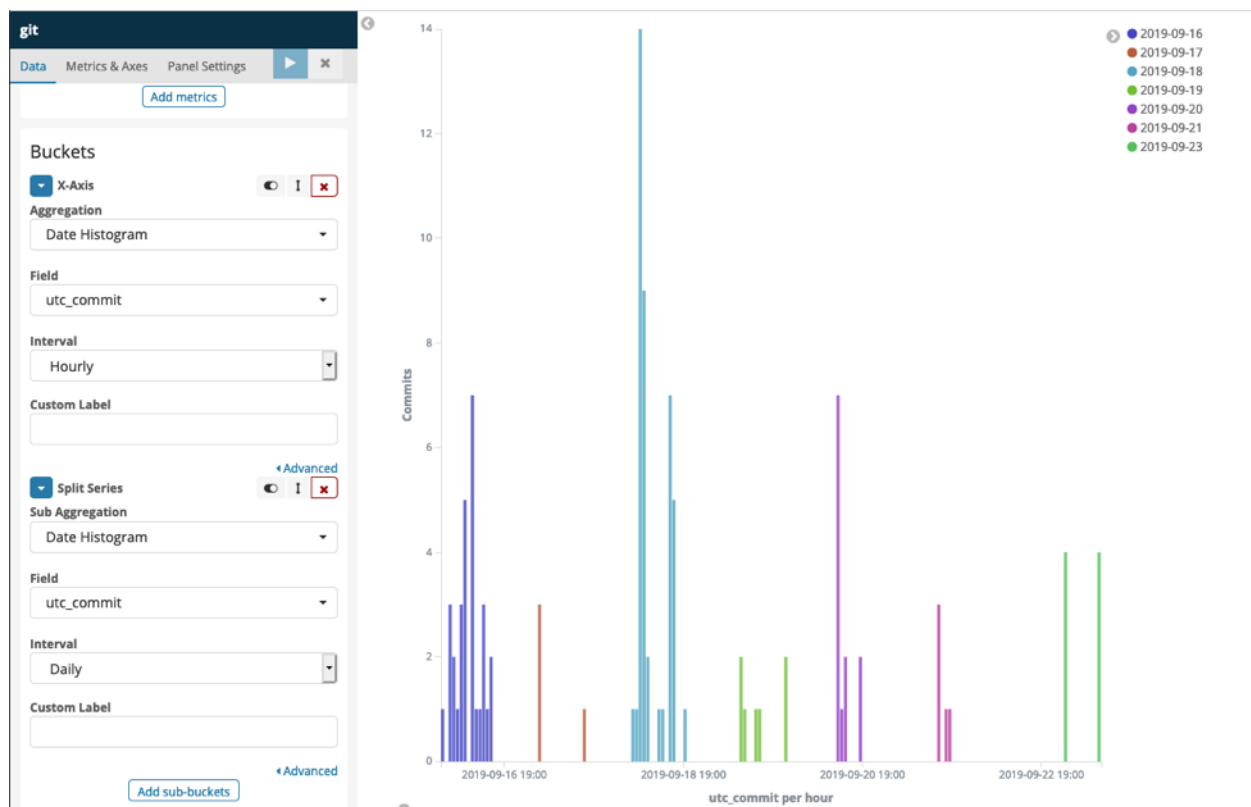 git
Data Metrics & Axes Panel Settings
Add metrics
Buckets
X-Axis
Aggregation
Date Histogram
Field
utc_commit
Interval
Hourly
Custom Label
Advanced
Split Series
Sub Aggregation
Date Histogram
Field
utc_commit
Interval
Daily
Custom Label
Advanced
Add sub-buckets
Commits
14
12
10
8
6
4
2
0
2019-09-16 19:00 2019-09-18 19:00 2019-09-20 19:00 2019-09-22 19:00
utc_commit per hour
2019-09-16
2019-09-17
2019-09-18
2019-09-19
2019-09-20
2019-09-21
2019-09-23